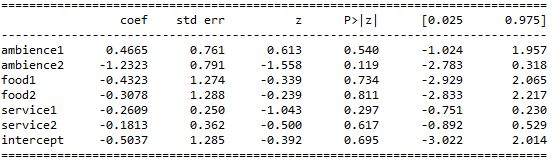 ==============================================================================
coef std err z P>|z| [0.025 0.975]
------------------------------------------------------------------------------
ambience1 0.4665 0.761 0.613 0.540 -1.024 1.957
ambience2 -1.2323 0.791 -1.558 0.119 -2.783 0.318
food1 -0.4323 1.274 -0.339 0.734 -2.929 2.065
food2 -0.3078 1.288 -0.239 0.811 -2.833 2.217
service1 -0.2609 0.250 -1.043 0.297 -0.751 0.230
service2 -0.1813 0.362 -0.500 0.617 -0.892 0.529
intercept -0.5037 1.285 -0.392 0.695 -3.022 2.014
==============================================================================